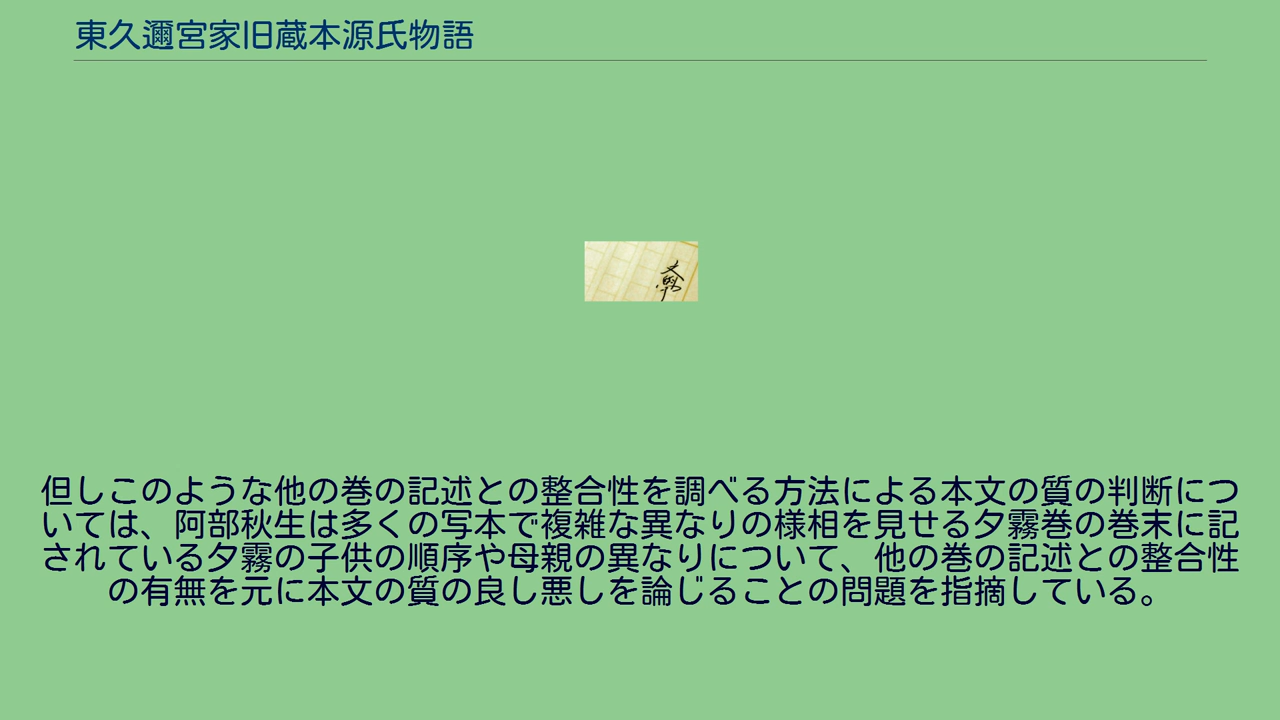 東久邇宮家旧蔵本源氏物語
但しこのような他の巻の記述との整合性を調べる方法による本文の質の判断につ
いては、阿部秋生は多くの写本で複雑な異なりの様相を見せる夕霧巻の巻末に記
されている夕霧の子供の順序や母親の異なりについて、他の巻の記述との整合性
の有無を元に本文の質の良し悪しを論じることの問題を指摘している。